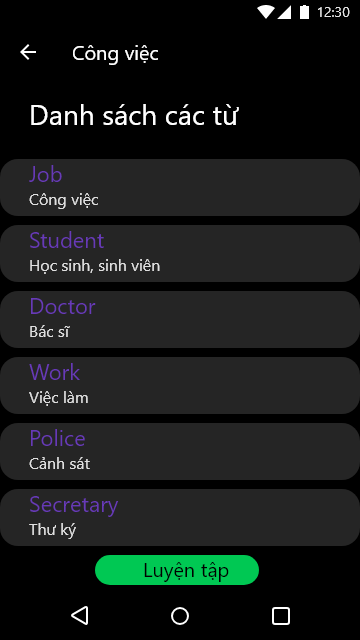 12:30
Công việc
Danh sách các từ
Job
Công việc
Student
Học sinh, sinh viên
Doctor
Bác sĩ
Work
Việc làm
Police
Cảnh sát
Secretary
Thư ký
Luyện tập